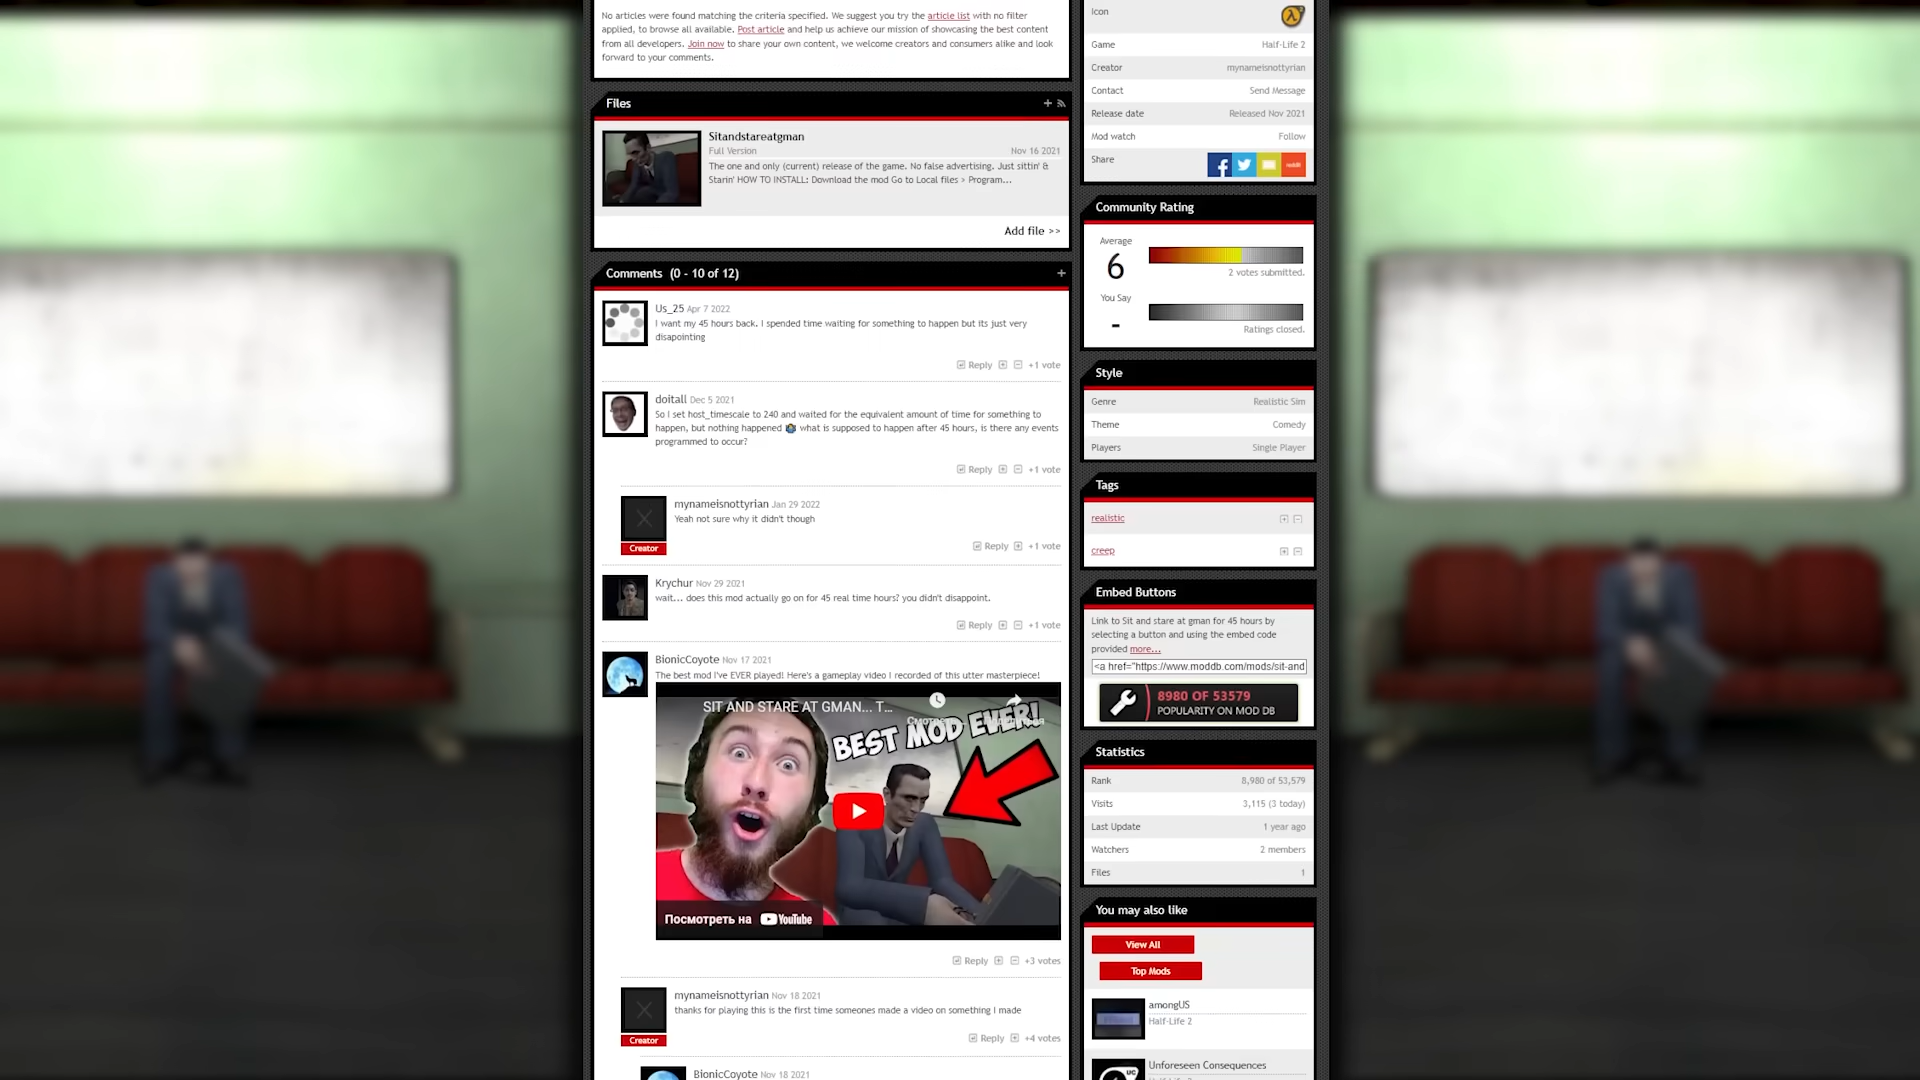 No articles were found matching the criteria specified. We suggest you try the article list with no filter
applied, to browse all available. Post article and help us achieve our mission of showcasing the best content
from all developers. Join now to share your own content, we welcome creators and consumers alike and look
forward to your comments.
Files
Sitandstareatgman
Full Version Nov 16 2021
The one and only (current) release of the game. No false advertising. Just sittin' &
Starin' HOW TO INSTALL: Download the mod Go to Local files > Program...
Add file >>
Comments (0 - 10 of 12)
Us_25 Apr 7 2022
I want my 45 hours back. I spended time waiting for something to happen but its just very
disapointing
Reply +1 vote
doitall Dec 5 2021
So I set host_timescale to 240 and waited for the equivalent amount of time for something to
happen, but nothing happened 🤷 what is supposed to happen after 45 hours, is there any events
programmed to occur?
Reply +1 vote
mynameisnottyrian Jan 29 2022
Yeah not sure why it didn't though
Creator
Reply +1 vote
Krychur Nov 29 2021
wait... does this mod actually go on for 45 real time hours? you didn't disappoint.
Reply +1 vote
BionicCoyote Nov 17 2021
The best mod I've EVER played! Here's a gameplay video I recorded of this utter masterpiece!
SIT AND STARE AT GMAN... T...
BEST MOD EVER!
Посмотреть на YouTube
Reply +3 votes
mynameisnottyrian Nov 18 2021
thanks for playing this is the first time someones made a video on something I made
Creator
Reply +4 votes
BionicCoyote Nov 18 2021
Icon
Game Half-Life 2
Creator mynameisnottyrian
Contact Send Message
Release date Released Nov 2021
Mod watch Follow
Share reddit
Community Rating
Average
6
2 votes submitted.
You Say
-
Ratings closed.
Style
Genre Realistic Sim
Theme Comedy
Players Single Player
Tags
realistic
creep
Embed Buttons
Link to Sit and stare at gman for 45 hours by
selecting a button and using the embed code
provided more...
<a href="https://www.moddb.com/mods/sit-and
8980 OF 53579
POPULARITY ON MOD DB
Statistics
Rank 8,980 of 53,579
Visits 3,115 (3 today)
Last Update 1 year ago
Watchers 2 members
Files 1
You may also like
View All
Top Mods
amongUS
Half-Life 2
Unforeseen Consequences
UC